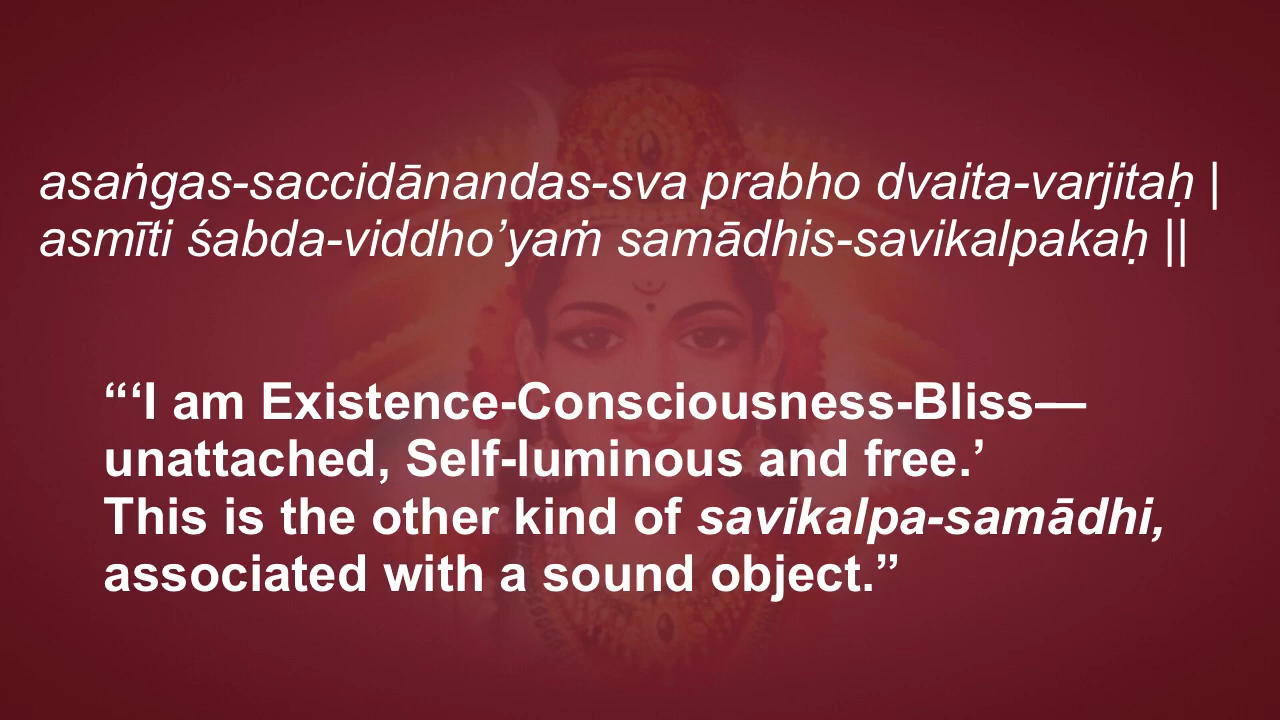 asaṅgas-saccidānandas-sva prabho dvaita-varjitaḥ |
asmīti śabda-viddho’yaṁ samādhis-savikalpakaḥ ||
“‘I am Existence-Consciousness-Bliss—
unattached, Self-luminous and free.’
This is the other kind of savikalpa-samādhi,
associated with a sound object.”